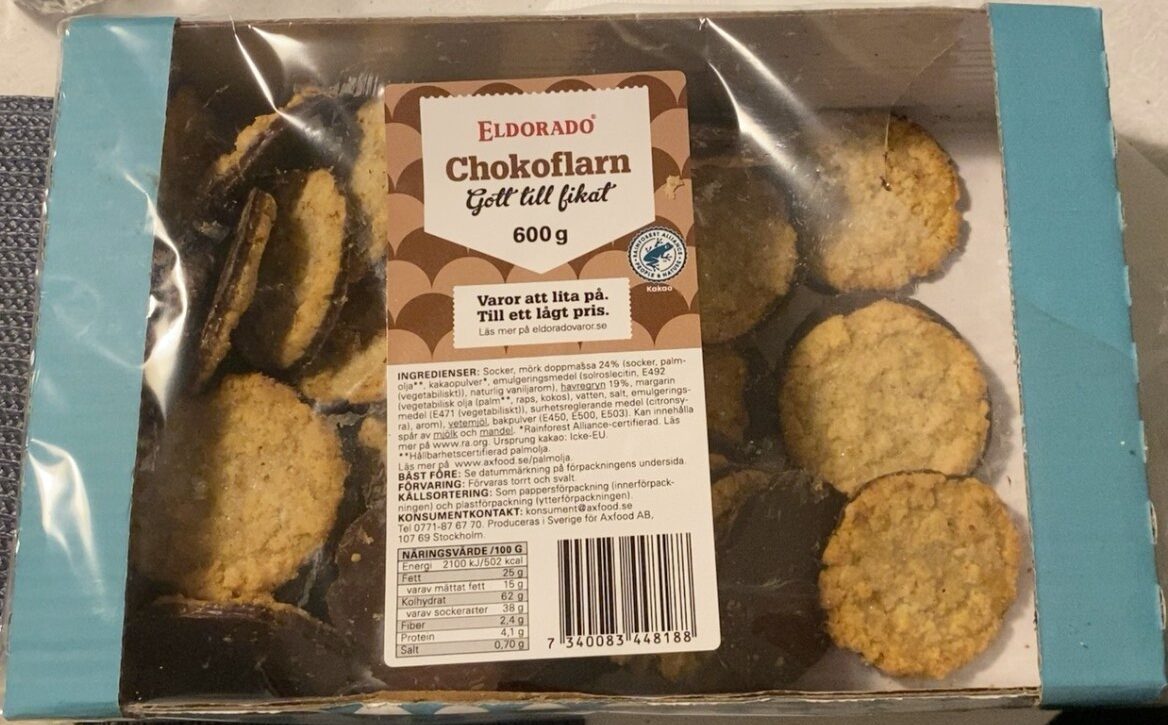 ELDORADO®
Chokoflarn
Gott till fikat
600 g
RAINFOREST ALLIANCE
PEOPLE & NATURE
Kakao
Varor att lita på.
Till ett lågt pris.
Läs mer på eldoradovaror.se
INGREDIENSER: Socker, mörk doppmassa 24% (socker, palm-
olja**, kakaopulver*, emulgeringsmedel (solroslecitin, E492
(vegetabiliskt)), naturlig vaniljarom), havregryn 19%, margarin
(vegetabilisk olja (palm**, raps, kokos), vatten, salt, emulgerings-
medel (E471 (vegetabiliskt)), surhetsreglerande medel (citronsy-
ra), arom), vetemjöl, bakpulver (E450, E500, E503). Kan innehålla
spår av mjölk och mandel. *Rainforest Alliance-certifierad. Läs
mer på www.ra.org. Ursprung kakao: Icke-EU.
**Hållbarhetscertifierad palmolja.
Läs mer på www.axfood.se/palmolja.
BÄST FÖRE: Se datummärkning på förpackningens undersida.
FÖRVARING: Förvaras torrt och svalt.
KÄLLSORTERING: Som pappersförpackning (innerförpack-
ningen) och plastförpackning (ytterförpackningen).
KONSUMENTKONTAKT: konsument@axfood.se
Tel 0771-87 67 70. Produceras i Sverige för Axfood AB,
107 69 Stockholm.
NÄRINGSVÄRDE /100 G
Energi 2100 kJ/502 kcal
Fett 25 g
varav mättat fett 15 g
Kolhydrat 62 g
varav sockerarter 38 g
Fiber 2,4 g
Protein 4,1 g
Salt 0,70 g
7 340083 448188